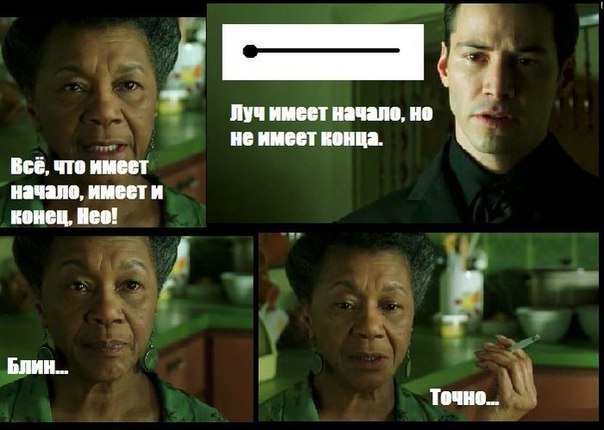 Всё, что имеет
начало, имеет и
конец, Нео!
Луч имеет начало, но
не имеет конца.
Блин...
Точно...